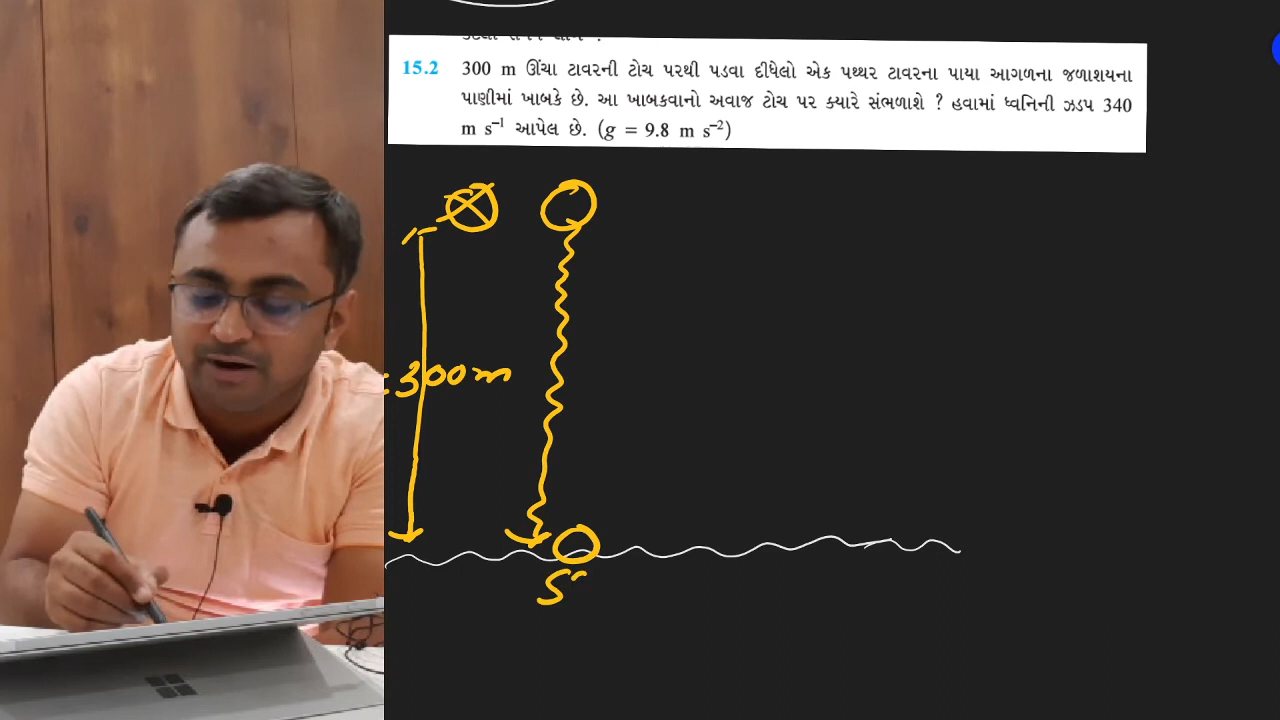 15.2 300 m ઊંચા ટાવરની ટોચ પરથી પડવા દીધેલો એક પથ્થર ટાવરના પાયા આગળના જળાશયના
પાણીમાં ખાબકે છે. આ ખાબકવાનો અવાજ ટોચ પર ક્યારે સંભળાશે ? હવામાં ધ્વનિની ઝડપ 340
m s⁻¹ આપેલ છે. (g = 9.8 m s⁻²)
300m
S